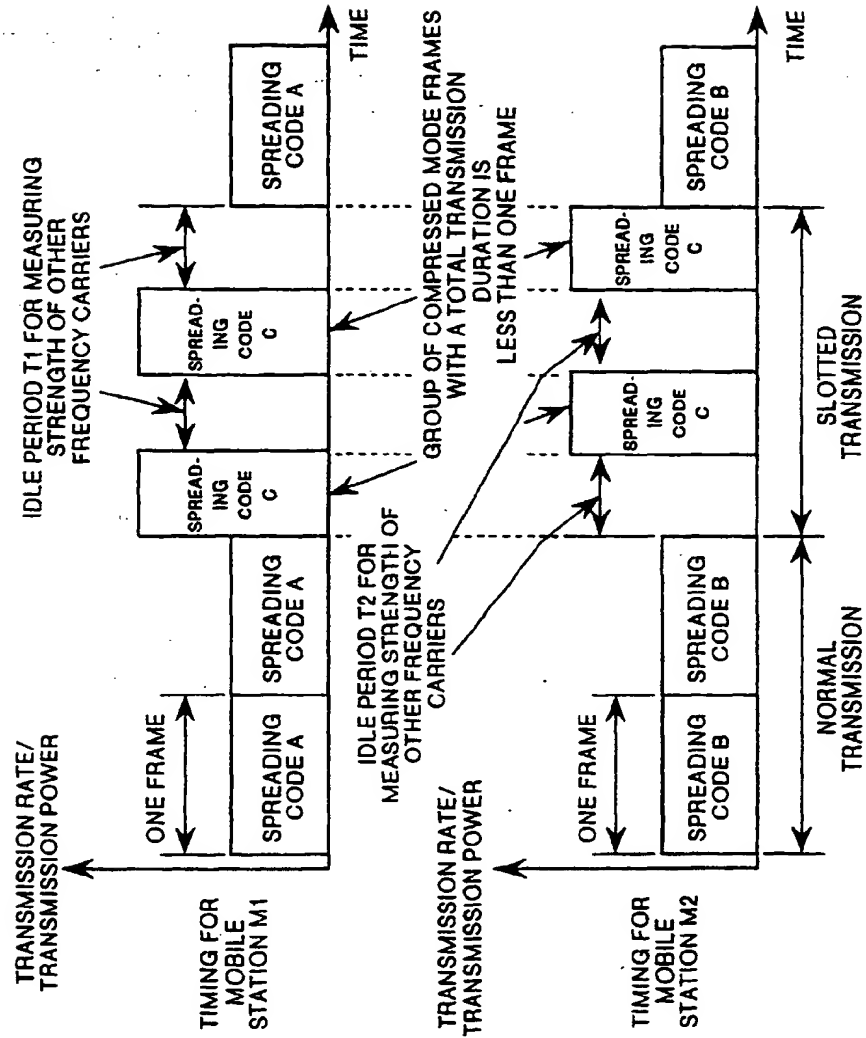 TRANSMISSION RATE/
TRANSMISSION POWER
TIMING FOR
MOBILE
STATION M1
ONE FRAME
SPREADING
CODE A
SPREADING
CODE A
SPREAD-
ING
CODE
C
SPREAD-
ING
CODE
C
SPREADING
CODE A
IDLE PERIOD T1 FOR MEASURING
STRENGTH OF OTHER
FREQUENCY CARRIERS
TIME
GROUP OF COMPRESSED MODE FRAMES
WITH A TOTAL TRANSMISSION
DURATION IS
LESS THAN ONE FRAME
IDLE PERIOD T2 FOR
MEASURING STRENGTH OF
OTHER FREQUENCY
CARRIERS
TRANSMISSION RATE/
TRANSMISSION POWER
TIMING FOR
MOBILE
STATION M2
ONE FRAME
SPREADING
CODE B
SPREADING
CODE B
SPREAD-
ING
CODE
C
SPREAD-
ING
CODE
C
SPREADING
CODE B
TIME
NORMAL
TRANSMISSION
SLOTTED
TRANSMISSION